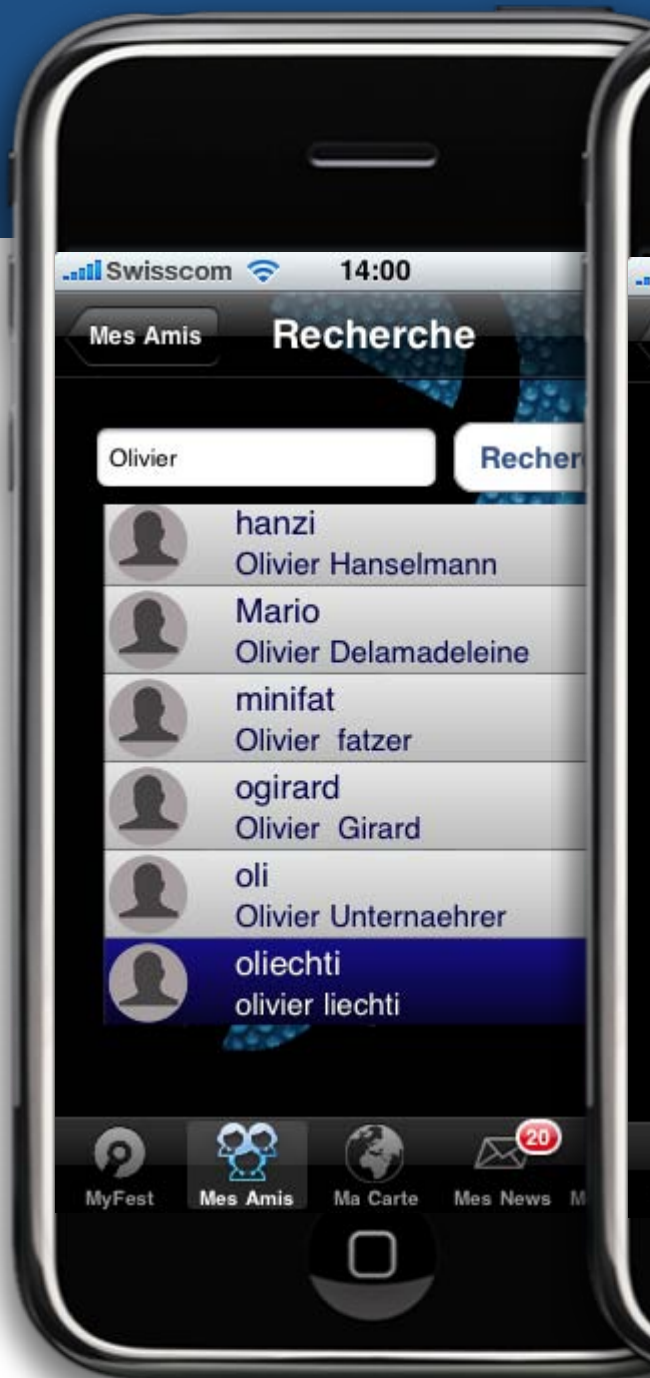 Swisscom 14:00
Mes Amis Recherche
Olivier Recher
hanzi
Olivier Hanselmann
Mario
Olivier Delamadeleine
minifat
Olivier fatzer
ogirard
Olivier Girard
oli
Olivier Unternaehrer
oliechti
olivier liechti
20
MyFest Mes Amis Ma Carte Mes News M